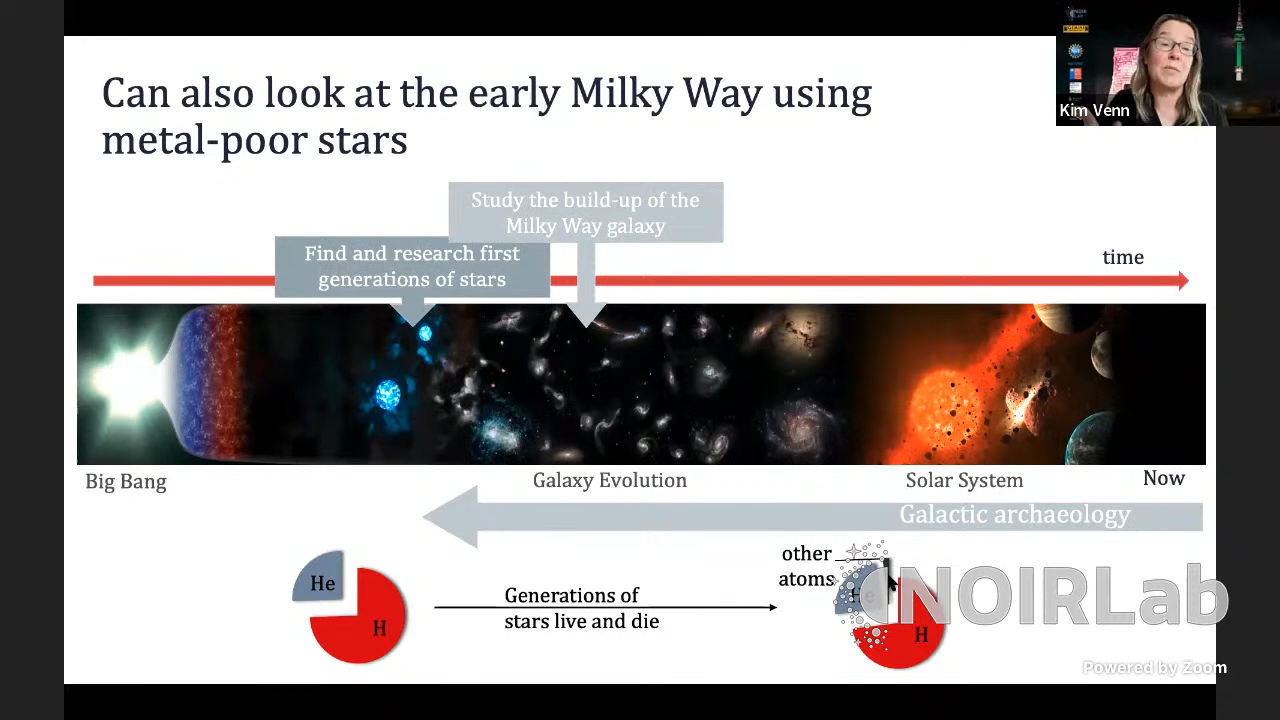 Can also look at the early Milky Way using
metal-poor stars
Kim Venn
Study the build-up of the
Milky Way galaxy
Find and research first
generations of stars
time
Big Bang
Galaxy Evolution
Solar System
Now
Galactic archaeology
He
H
Generations of
stars live and die
other
atoms
He
H
NOIRLab
Powered by Zoom